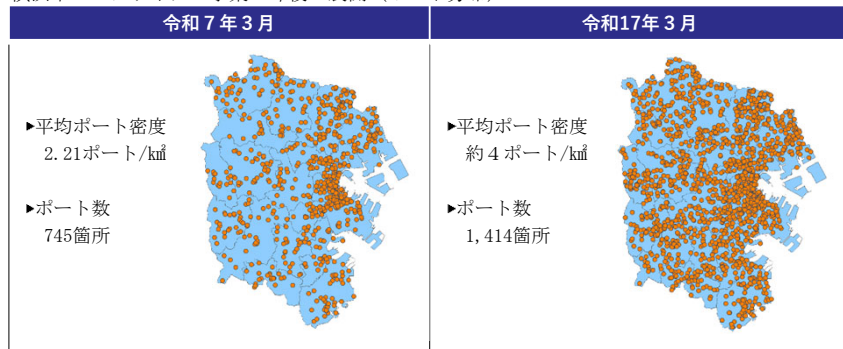 令和７年３月
▶平均ポート密度
2.21ポート/㎢
▶ポート数
745箇所
令和17年３月
▶平均ポート密度
約４ポート/㎢
▶ポート数
1,414箇所